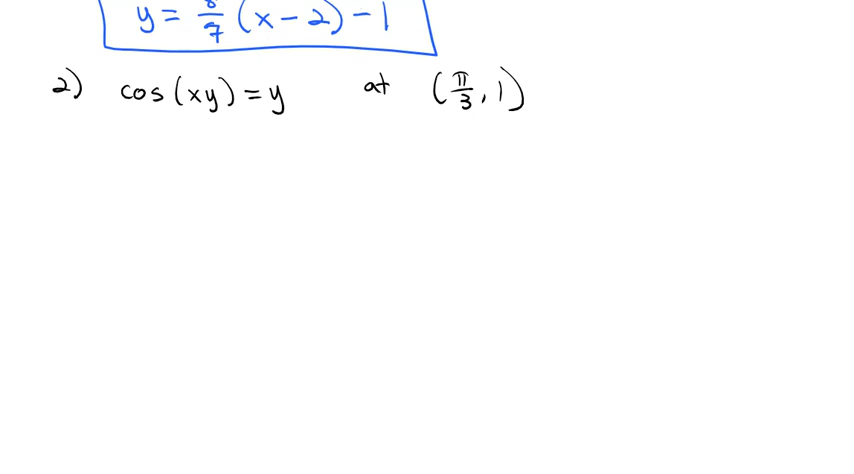 y = 8/7 (x - 2) - 1
2) cos(xy) = y at (π/3, 1)